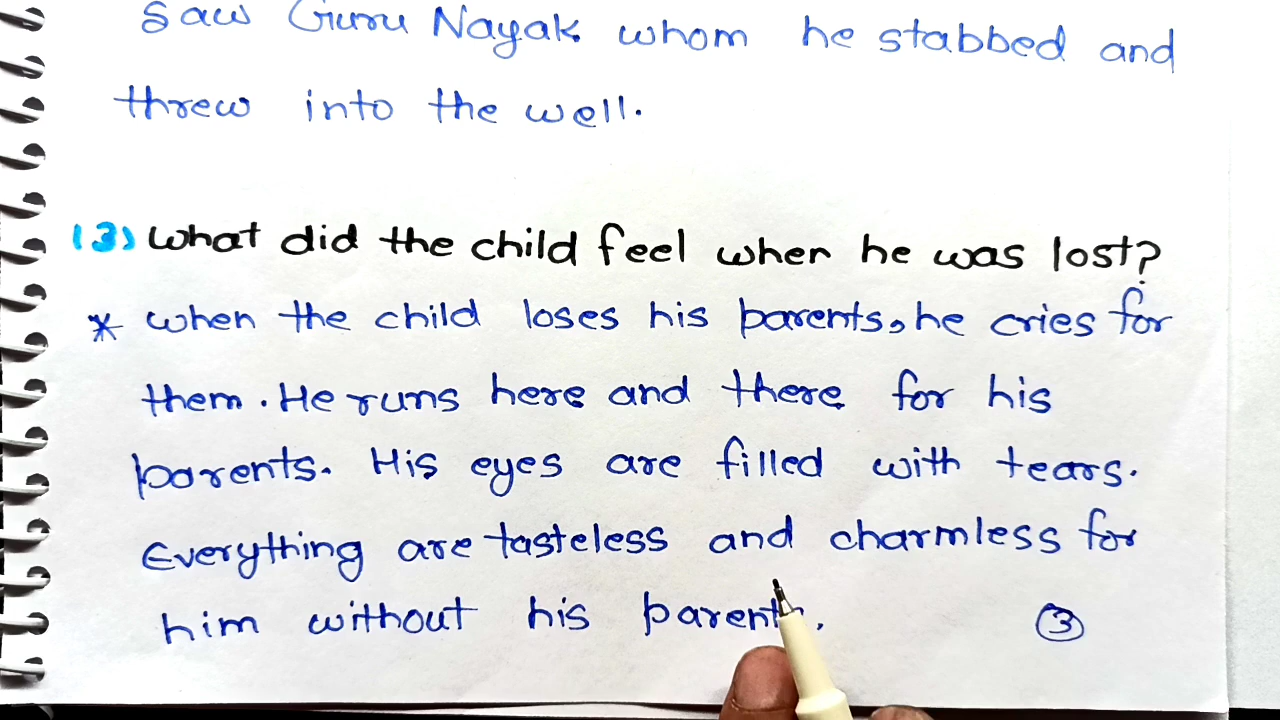 saw Guru Nayak whom he stabbed and
threw into the well.
(3) What did the child feel when he was lost?
* when the child loses his parents, he cries for
them. He runs here and there for his
parents. His eyes are filled with tears.
Everything are tasteless and charmless for
him without his parents.
3